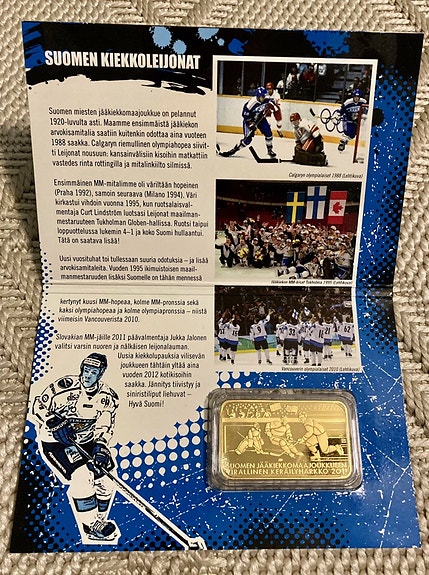 SUOMEN KIEKKOLEIJONAT
Suomen miesten jääkiekkomaajoukkue on pelannut
1920-luvulta asti. Maamme ensimmäistä jääkiekon
arvokisamitalia saatiin kuitenkin odottaa aina vuoteen
1988 saakka. Calgaryn riemullinen olympiahopea siivit-
ti Leijonat nousuun: kansainvälisiin kisoihin matkattiin
vastedes rinta rottingilla ja mitalinkiilto silmissä.
Ensimmäinen MM-mitalimme oli väriltään hopeinen
(Praha 1992), samoin seuraava (Milano 1994). Väri
kirkastui vihdoin vuonna 1995, kun ruotsalaisval-
mentaja Curt Lindström luotsasi Leijonat maailman-
mestaruuteen Tukholman Globen-hallissa. Ruotsi taipui
loppuottelussa lukemin 4–1 ja koko Suomi hullaantui.
Tätä on saatava lisää!
Uusi vuosituhat toi tullessaan suuria odotuksia – ja lisää
arvokisamitaleita. Vuoden 1995 ikimuistoisen maail-
manmestaruuden lisäksi Suomelle on tähän mennessä
kertynyt kuusi MM-hopeaa, kolme MM-pronssia sekä
kaksi olympiahopeaa ja kolme olympiapronssia – niistä
viimeisin Vancouverista 2010.
Slovakian MM-jäille 2011 päävalmentaja Jukka Jalonen
valitsi varsin nuoren ja nälkäisen leijonalauman.
Uusia kiekkolupauksia vilisevän
joukkueen tähtäin yltää aina
vuoden 2012 kotikisoihin
saakka. Jännitys tiivistyy ja
siniristiliput liehuvat –
Hyvä Suomi!
Calgaryn olympialaiset 1988 (Lehtikuva)
Jääkiekon MM-kisat Tukholma 1995 (Lehtikuva)
Vancouverin olympialaiset 2010 (Lehtikuva)
SUOMEN JÄÄKIEKKOMAAJOUKKUEEN
VIRALLINEN KERÄILYHARKKO 2011